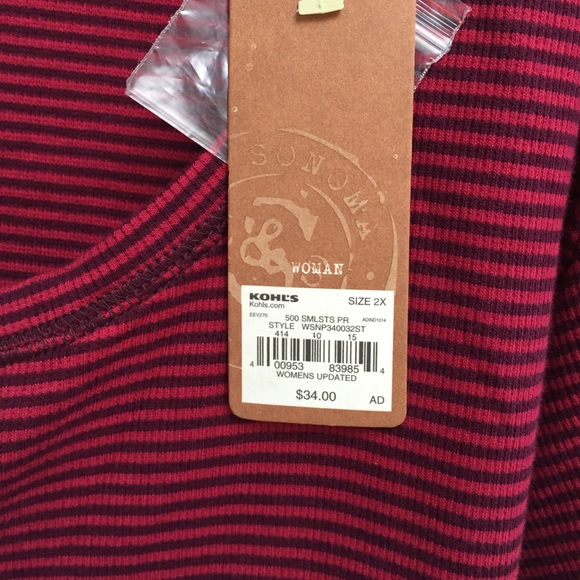 SONOMA
WOMAN
KOHL'S SIZE 2X
Kohls.com
EEV276 500 SMLSTS PR ADIND1014
STYLE WSNP340032ST
414 10 15
4 00953 83985 4
WOMENS UPDATED
$34.00 AD